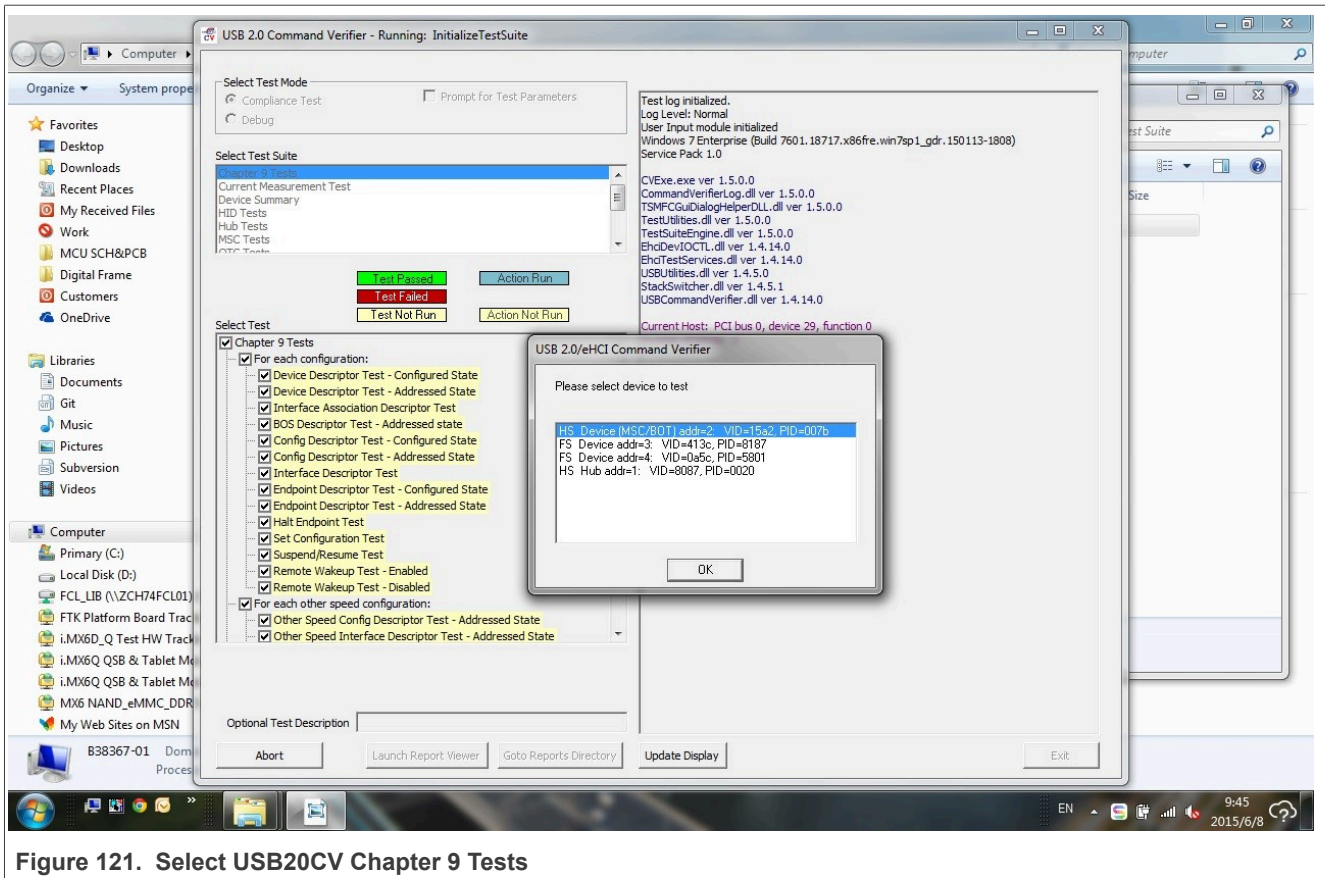 USB 2.0 Command Verifier - Running: InitializeTestSuite
Computer
Organize
System prope
Favorites
Desktop
Downloads
Recent Places
My Received Files
Work
MCU SCH&PCB
Digital Frame
Customers
OneDrive
Libraries
Documents
Git
Music
Pictures
Subversion
Videos
Computer
Primary (C:)
Local Disk (D:)
FCL_LIB (\\ZCH74FCL01)
FTK Platform Board Trac
i.MX6D_Q Test HW Track
i.MX6Q QSB & Tablet Mo
i.MX6Q QSB & Tablet Mo
MX6 NAND_eMMC_DDR
My Web Sites on MSN
B38367-01 Dom
Proces
Select Test Mode
Compliance Test
Prompt for Test Parameters
Debug
Select Test Suite
Chapter 9 Tests
Current Measurement Test
Device Summary
HID Tests
Hub Tests
MSC Tests
OTG Tests
Test Passed
Action Run
Test Failed
Test Not Run
Action Not Run
Select Test
Chapter 9 Tests
For each configuration:
Device Descriptor Test - Configured State
Device Descriptor Test - Addressed State
Interface Association Descriptor Test
BOS Descriptor Test - Addressed state
Config Descriptor Test - Configured State
Config Descriptor Test - Addressed State
Interface Descriptor Test
Endpoint Descriptor Test - Configured State
Endpoint Descriptor Test - Addressed State
Halt Endpoint Test
Set Configuration Test
Suspend/Resume Test
Remote Wakeup Test - Enabled
Remote Wakeup Test - Disabled
For each other speed configuration:
Other Speed Config Descriptor Test - Addressed State
Other Speed Interface Descriptor Test - Addressed State
Optional Test Description
Abort
Launch Report Viewer
Goto Reports Directory
Update Display
Exit
Test log initialized.
Log Level: Normal
User Input module initialized
Windows 7 Enterprise (Build 7601.18717.x86fre.win7sp1_gdr.150113-1808)
Service Pack 1.0
CVExe.exe ver 1.5.0.0
CommandVerifierLog.dll ver 1.5.0.0
TSMFCGuiDialogHelperDLL.dll ver 1.5.0.0
TestUtilities.dll ver 1.5.0.0
TestSuiteEngine.dll ver 1.5.0.0
EhciDevIOCTL.dll ver 1.4.14.0
EhciTestServices.dll ver 1.4.14.0
USBUtilities.dll ver 1.4.5.0
StackSwitcher.dll ver 1.4.5.1
USBCommandVerifier.dll ver 1.4.14.0
Current Host: PCI bus 0, device 29, function 0
USB 2.0/eHCI Command Verifier
Please select device to test
HS Device (MSC/BOT) addr=2: VID=15a2, PID=007b
FS Device addr=3: VID=413c, PID=8187
FS Device addr=4: VID=0a5c, PID=5801
HS Hub addr=1: VID=8087, PID=0020
OK
mputer
est Suite
Size
EN
9:45
2015/6/8
Figure 121. Select USB20CV Chapter 9 Tests